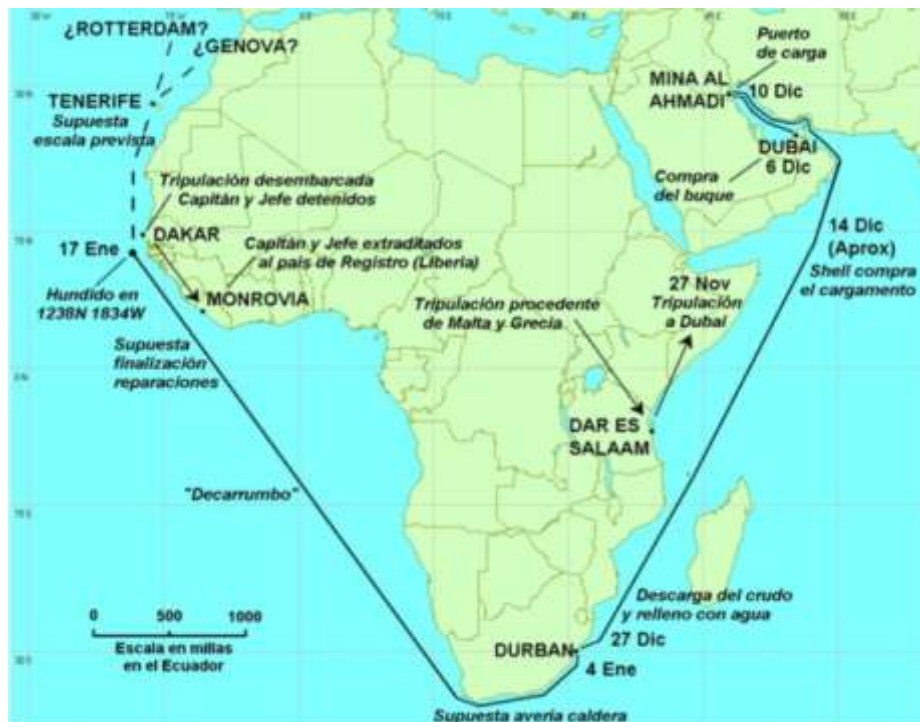 ¿ROTTERDAM?
¿GENOVA?
TENERIFE
Supuesta
escala prevista
Puerto
de carga
MINA AL
AHMADI
10 Dic
DUBAI
6 Dic
Compra
del buque
Tripulación desembarcada
Capitán y Jefe detenidos
DAKAR
17 Ene
Capitán y Jefe extraditados
al pais de Registro (Liberia)
14 Dic
(Aprox)
Shell compra
el cargamento
Hundido en
1238N 1834W
MONROVIA
Tripulación procedente
de Malta y Grecia
27 Nov
Tripulación
a Dubai
Supuesta
finalización
reparaciones
DAR ES
SALAAM
"Decarrumbo"
Descarga del crudo
y relleno con agua
0 500 1000
Escala en millas
en el Ecuador
DURBAN
27 Dic
4 Ene
Supuesta avería caldera